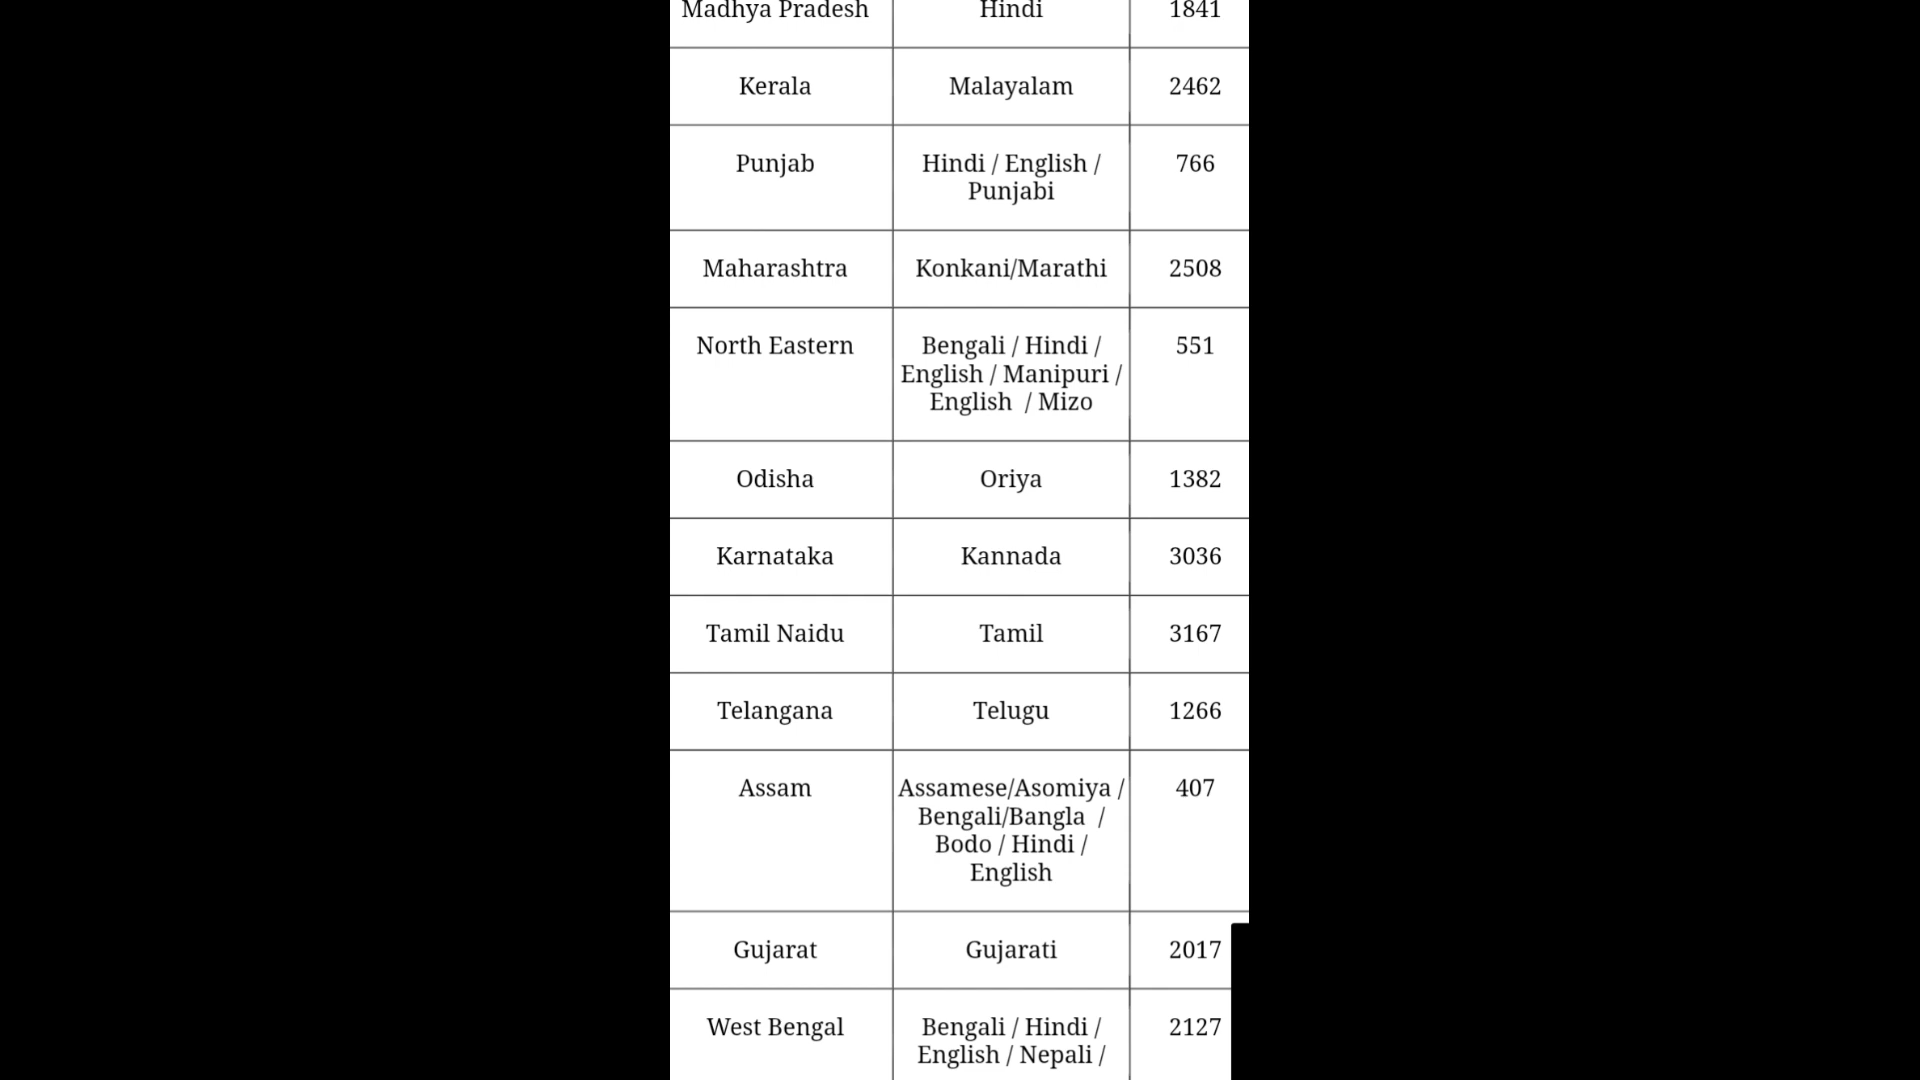 Madhya Pradesh Hindi 1841
Kerala Malayalam 2462
Punjab Hindi / English / 766
Punjabi
Maharashtra Konkani/Marathi 2508
North Eastern Bengali / Hindi / 551
English / Manipuri /
English / Mizo
Odisha Oriya 1382
Karnataka Kannada 3036
Tamil Naidu Tamil 3167
Telangana Telugu 1266
Assam Assamese/Asomiya / 407
Bengali/Bangla /
Bodo / Hindi /
English
Gujarat Gujarati 2017
West Bengal Bengali / Hindi / 2127
English / Nepali /